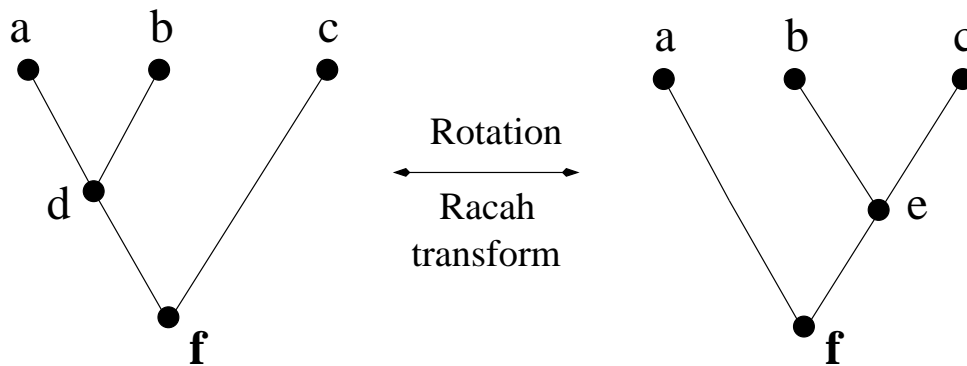 a b c
d
f
Rotation
Racah
transform
a b c
e
f